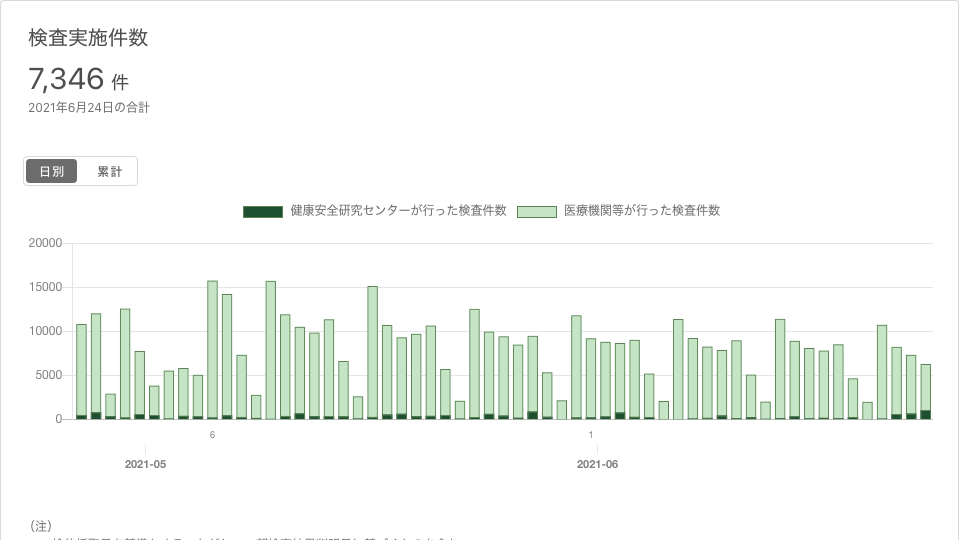 検査実施件数
7,346 件
2021年6月24日の合計
日別 累計
健康安全研究センターが行った検査件数 医療機関等が行った検査件数
20000
15000
10000
5000
0
6 1
2021-05 2021-06
（注）